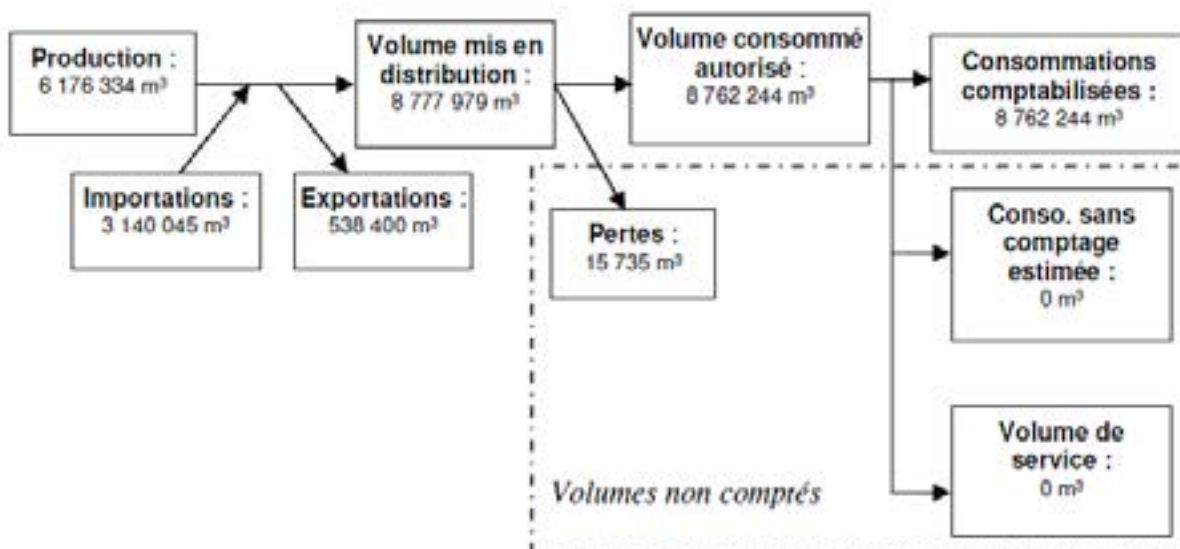 Production :
6 176 334 m³
Volume mis en
distribution :
8 777 979 m³
Volume consommé
autorisé :
8 762 244 m³
Consommations
comptabilisées :
8 762 244 m³
Importations :
3 140 045 m³
Exportations :
538 400 m³
Pertes :
15 735 m³
Conso. sans
comptage
estimée :
0 m³
Volume de
service :
0 m³
Volumes non comptés